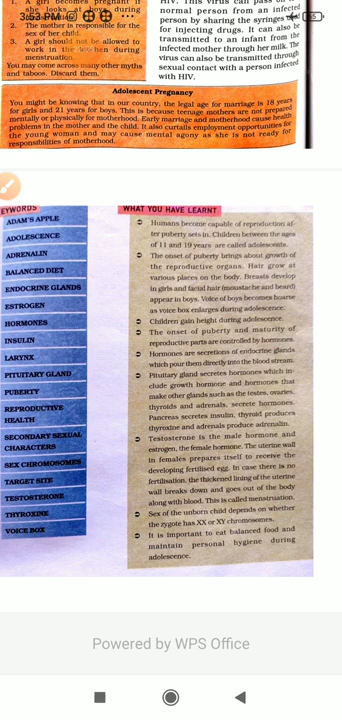 1. A girl becomes pregnant if
she looks at boys during
2. The mother is responsible for
sex of her child.
3. A girl should not be allowed to
work in the kitchen during
menstruation.
You may come across many other myths
and taboos. Discard them.
HIV. This virus can pass
normal person from an infected
person by sharing the syringes
for injecting drugs. It can also be
transmitted to an infant from the
infected mother through her milk. The
virus can also be transmitted through
sexual contact with a person infected
with HIV.
3:53 PM
Adolescent Pregnancy
You might be knowing that in our country, the legal age for marriage is 18 years
for girls and 21 years for boys. This is because teenage mothers are not prepared
mentally or physically for motherhood. Early marriage and motherhood cause health
problems in the mother and the child. It also curtails employment opportunities for
the young woman and may cause mental agony as she is not ready for
responsibilities of motherhood.
EYWORDS
ADAM'S APPLE
ADOLESCENCE
ADRENALIN
BALANCED DIET
ENDOCRINE GLANDS
ESTROGEN
HORMONES
INSULIN
LARYNX
PITUITARY GLAND
PUBERTY
REPRODUCTIVE
HEALTH
SECONDARY SEXUAL
CHARACTERS
SEX CHROMOSOMES
TARGET SITE
TESTOSTERONE
THYROXINE
VOICE BOX
WHAT YOU HAVE LEARNT
Humans become capable of reproduction af-
ter puberty sets in. Children between the ages
of 11 and 19 years are called adolescents.
The onset of puberty brings about growth of
the reproductive organs. Hair grow at
various places on the body. Breasts develop
in girls and facial hair (moustache and beard)
appear in boys. Voice of boys becomes hoarse
as voice box enlarges during adolescence.
Children gain height during adolescence.
The onset of puberty and maturity of
reproductive parts are controlled by hormones.
Hormones are secretions of endocrine glands
which pour them directly into the blood stream.
Pituitary gland secretes hormones which in-
clude growth hormone and hormones that
make other glands such as the testes, ovaries,
thyroids and adrenals, secrete hormones.
Pancreas secretes insulin, thyroid produces
thyroxine and adrenals produce adrenalin.
Testosterone is the male hormone and
estrogen, the female hormone. The uterine wall
in females prepares itself to receive the
developing fertilised egg. In case there is no
fertilisation, the thickened lining of the uterine
wall breaks down and goes out of the body
along with blood. This is called menstruation.
Sex of the unborn child depends on whether
the zygote has XX or XY chromosomes.
It is important to eat balanced food and
maintain personal hygiene during
adolescence.
Powered by WPS Office